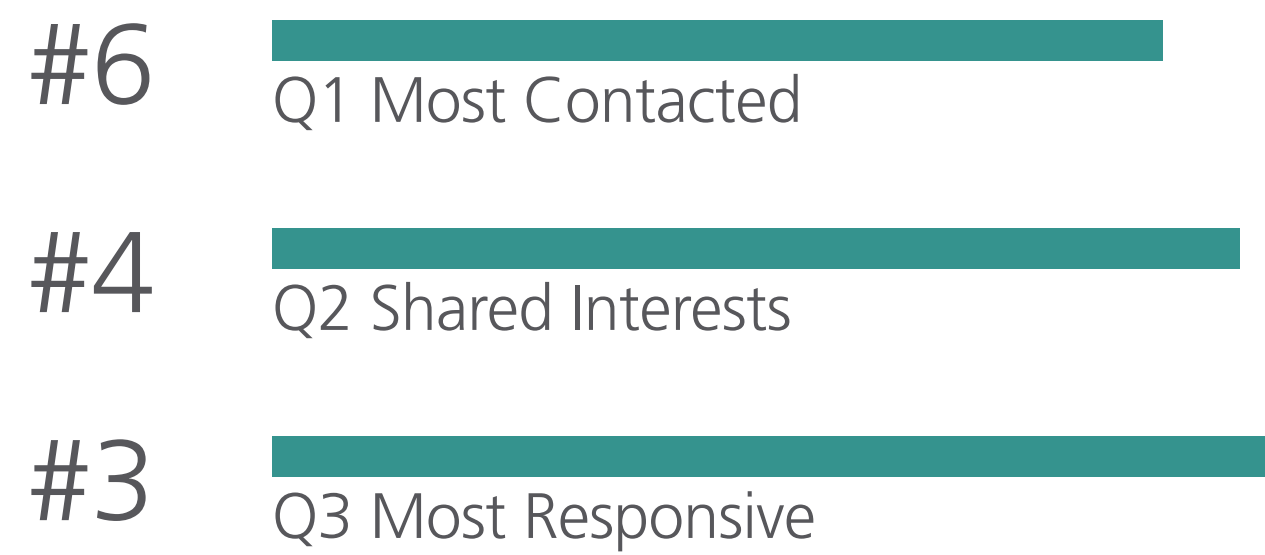 #6
Q1 Most Contacted
#4
Q2 Shared Interests
#3
Q3 Most Responsive